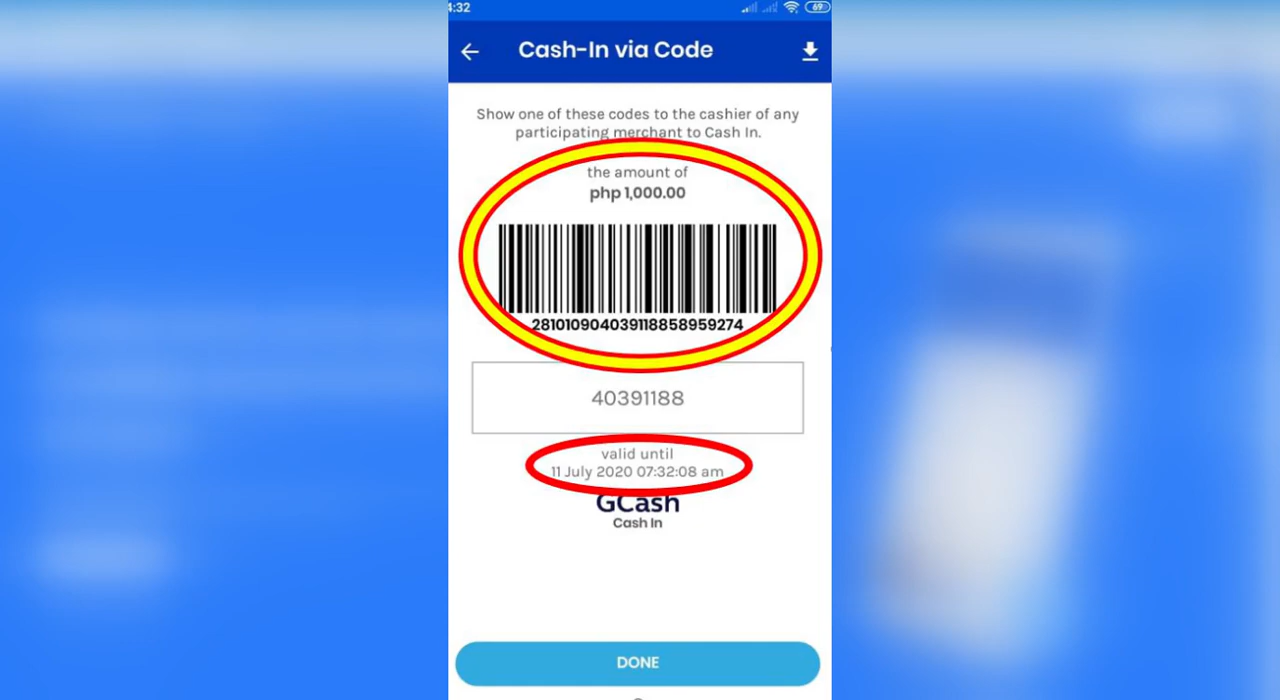 4:32
69
Cash-In via Code
Show one of these codes to the cashier of any
participating merchant to Cash In.
the amount of
php 1,000.00
281010904039118858959274
40391188
valid until
11 July 2020 07:32:08 am
GCash
Cash In
DONE